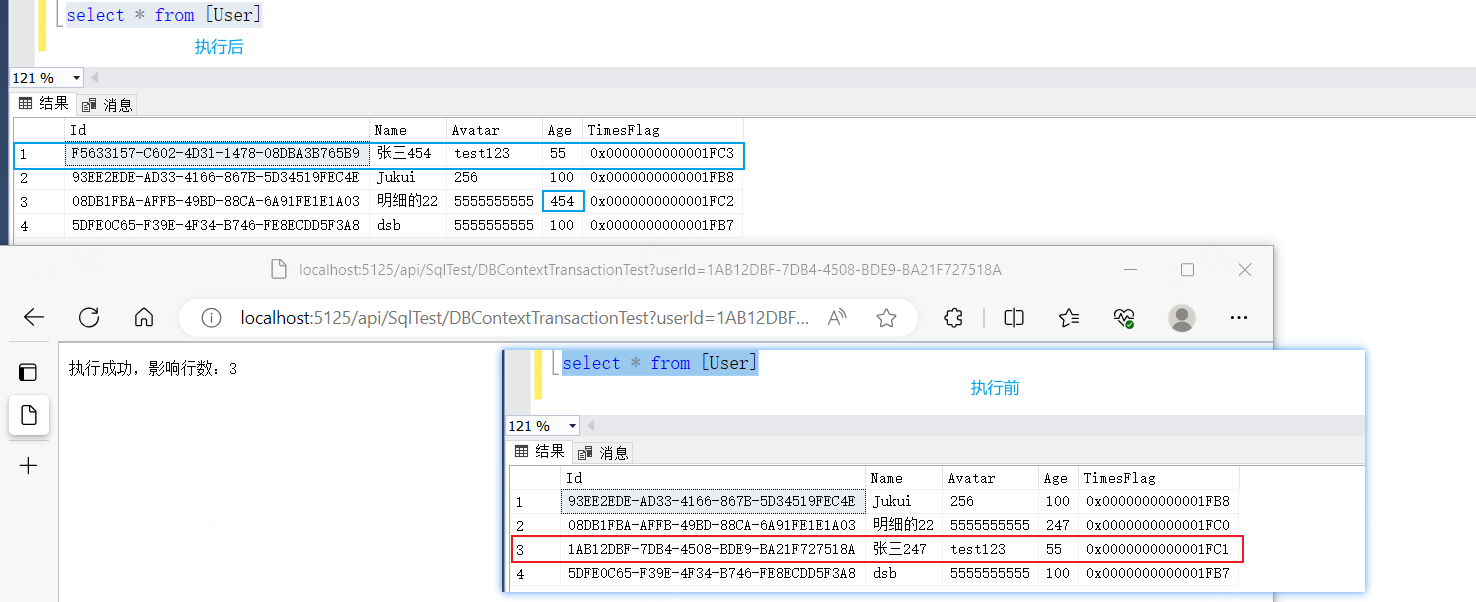 select * from [User]
执行后
121 %
结果 消息
Id Name Avatar Age TimesFlag
1 F5633157-C602-4D31-1478-08DBA3B765B9 张三454 test123 55 0x0000000000001FC3
2 93EE2EDE-AD33-4166-867B-5D34519FEC4E Jukui 256 100 0x0000000000001FB8
3 08DB1FBA-AFFB-49BD-88CA-6A91FE1E1A03 明细的22 5555555555 454 0x0000000000001FC2
4 5DFE0C65-F39E-4F34-B746-FE8ECDD5F3A8 dsb 5555555555 100 0x0000000000001FB7
localhost:5125/api/SqlTest/DBContextTransactionTest?userId=1AB12DBF-7DB4-4508-BDE9-BA21F727518A
localhost:5125/api/SqlTest/DBContextTransactionTest?userId=1AB12DBF...
执行成功，影响行数：3
select * from [User]
执行前
121 %
结果 消息
Id Name Avatar Age TimesFlag
1 93EE2EDE-AD33-4166-867B-5D34519FEC4E Jukui 256 100 0x0000000000001FB8
2 08DB1FBA-AFFB-49BD-88CA-6A91FE1E1A03 明细的22 5555555555 247 0x0000000000001FC0
3 1AB12DBF-7DB4-4508-BDE9-BA21F727518A 张三247 test123 55 0x0000000000001FC1
4 5DFE0C65-F39E-4F34-B746-FE8ECDD5F3A8 dsb 5555555555 100 0x0000000000001FB7